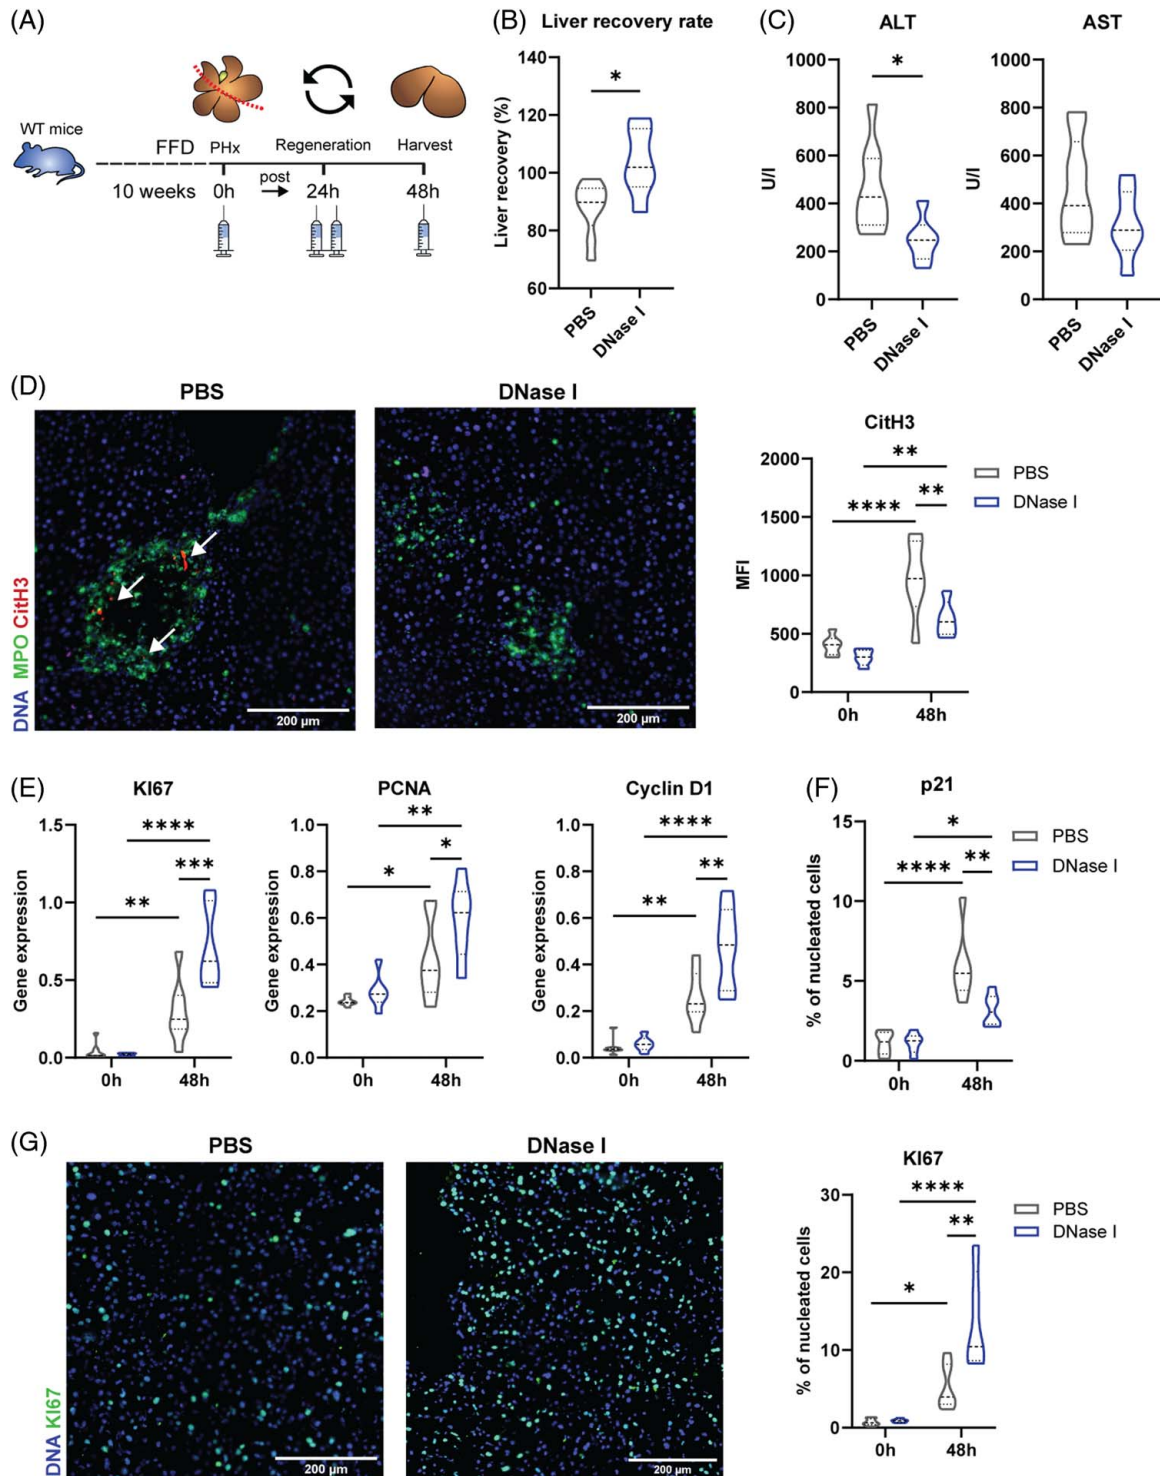 (A)
WT mice
FFD PHx Regeneration Harvest
10 weeks 0h post 24h 48h
(B) Liver recovery rate
Liver recovery (%)
140
120
100
80
60
*
PBS
DNase I
(C) ALT AST
U/l
1000
800
600
400
200
0
*
PBS
DNase I
U/l
1000
800
600
400
200
0
PBS
DNase I
(D) PBS DNase I
DNA MPO CitH3
200 µm
200 µm
CitH3
MFI
2000
1500
1000
500
0
**
**
****
0h 48h
PBS
DNase I
(E) KI67
Gene expression
1.5
1.0
0.5
0.0
****
***
**
0h 48h
PCNA
Gene expression
1.0
0.8
0.6
0.4
0.2
0.0
**
*
*
0h 48h
Cyclin D1
Gene expression
1.0
0.8
0.6
0.4
0.2
0.0
****
**
**
0h 48h
(F) p21
% of nucleated cells
15
10
5
0
*
**
****
0h 48h
PBS
DNase I
(G) PBS DNase I
DNA KI67
200 µm
200 µm
KI67
% of nucleated cells
30
20
10
0
****
**
*
0h 48h
PBS
DNase I